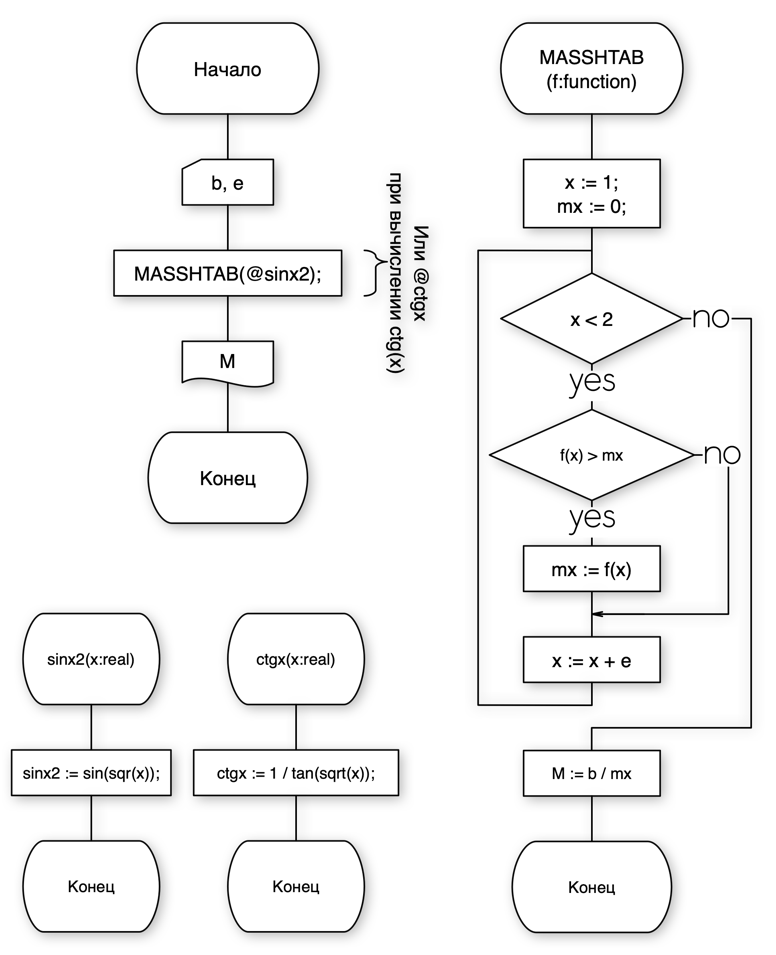 Начало
b, e
MASSHTAB(@sinx2);
Или @ctgx
при вычислении ctg(x)
M
Конец
MASSHTAB
(f:function)
x := 1;
mx := 0;
x < 2
no
yes
f(x) > mx
no
yes
mx := f(x)
x := x + e
M := b / mx
Конец
sinx2(x:real)
sinx2 := sin(sqr(x));
Конец
ctgx(x:real)
ctgx := 1 / tan(sqrt(x));
Конец